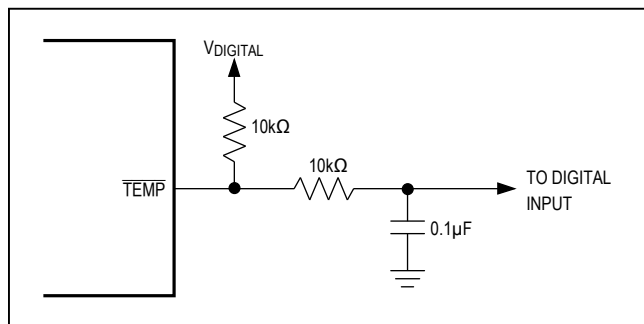 VDIGITAL
10kΩ
10kΩ
TEMP
TO DIGITAL
INPUT
0.1µF